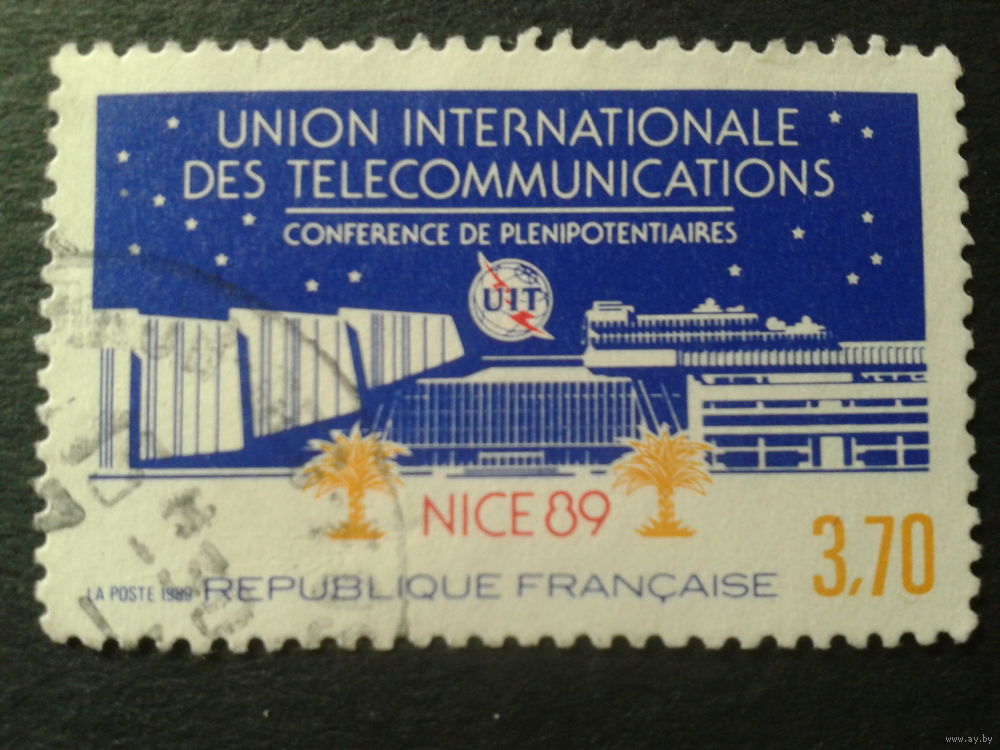 UNION INTERNATIONALE
DES TELECOMMUNICATIONS
CONFERENCE DE PLENIPOTENTIAIRES
UIT
NICE 89
3,70
LA POSTE 1989 REPUBLIQUE FRANÇAISE
www.ay.by